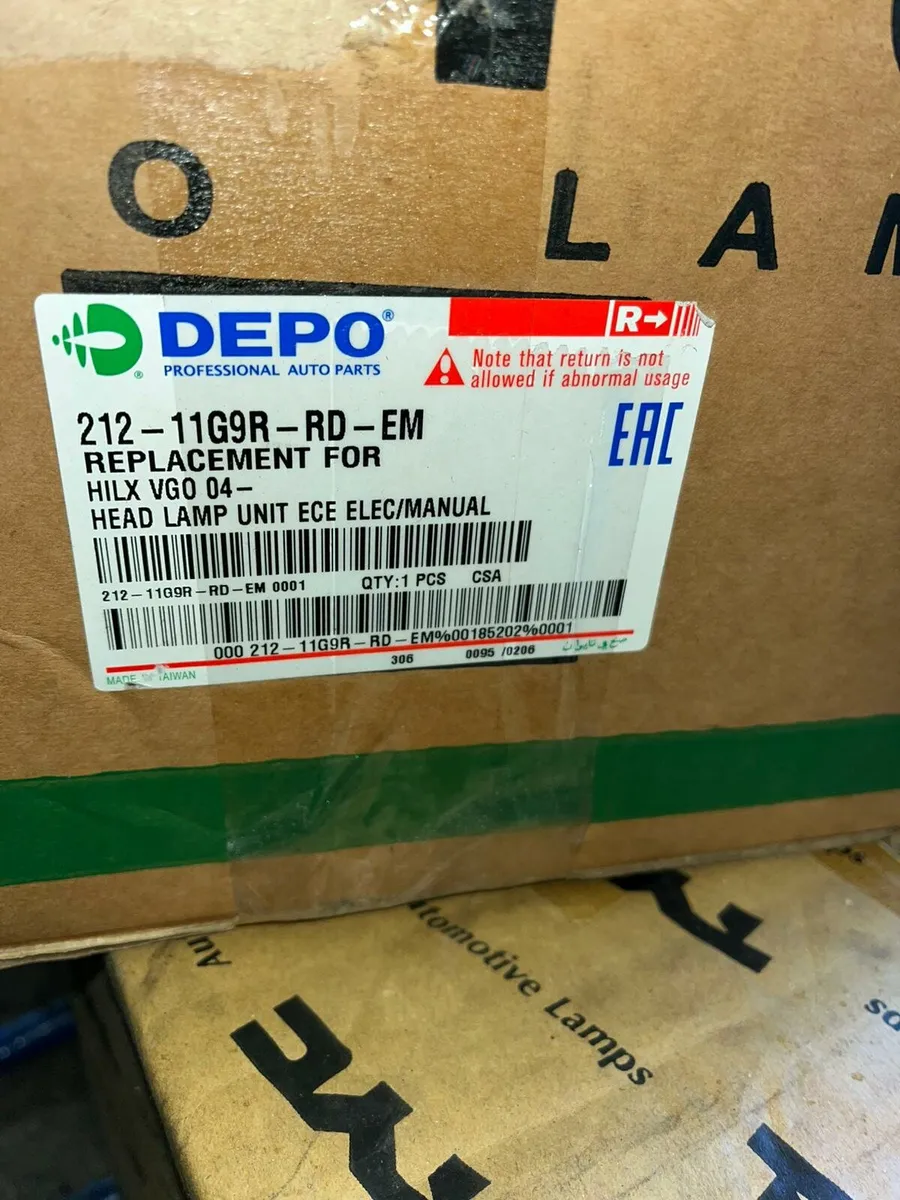 O LAM
DEPO®
PROFESSIONAL AUTO PARTS
R→
Note that return is not
allowed if abnormal usage
212-11G9R-RD-EM
EAC
REPLACEMENT FOR
HILX VGO 04-
HEAD LAMP UNIT ECE ELEC/MANUAL
212-11G9R-RD-EM 0001 QTY:1 PCS CSA
000 212-11G9R-RD-EM%00185202%0001
306 0095 /0206
MADE TAIWAN
Automotive Lamps
TYC